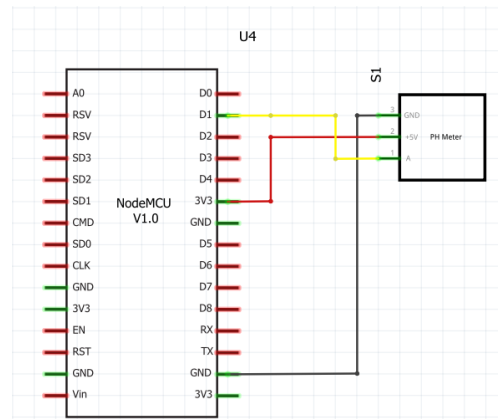 U4
S1
A0
RSV
RSV
SD3
SD2
SD1
CMD
SD0
CLK
GND
3V3
EN
RST
GND
Vin
NodeMCU
V1.0
D0
D1
D2
D3
D4
3V3
GND
D5
D6
D7
D8
RX
TX
GND
3V3
3 GND
2 +5V
1 A
PH Meter